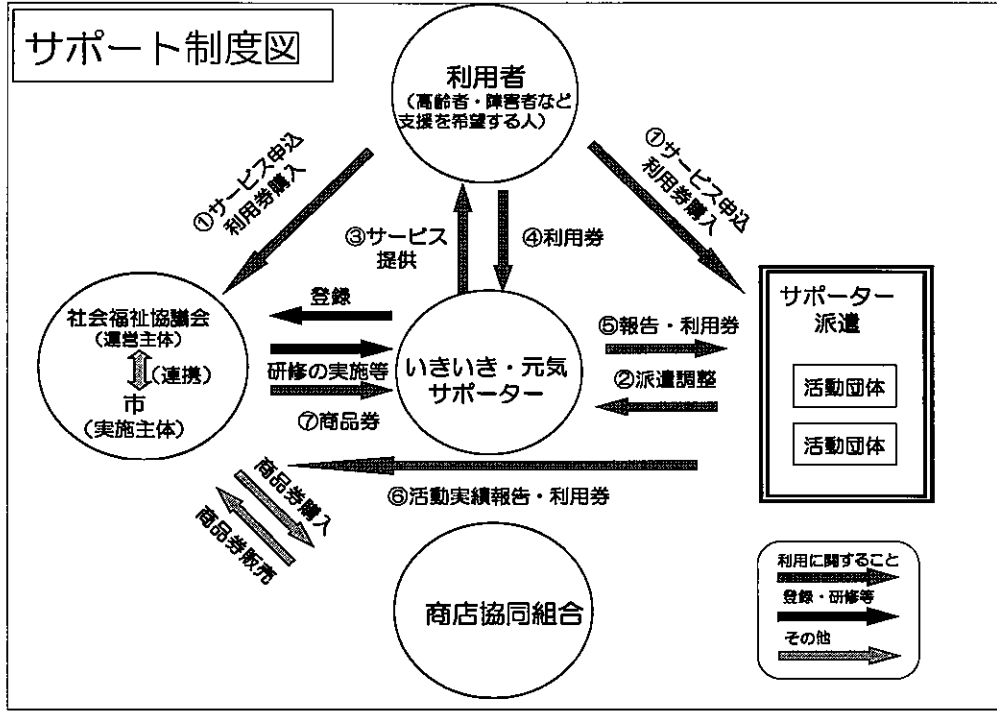 サポート制度図
利用者
(高齢者・障害者など
支援を希望する人)
①サービス申込
利用券購入
①サービス申込
利用券購入
③サービス
提供
④利用券
社会福祉協議会
(運営主体)
(連携)
市
(実施主体)
登録
研修の実施等
⑦商品券
いきいき・元気
サポーター
⑤報告・利用券
②派遣調整
サポーター
派遣
活動団体
活動団体
⑥活動実績報告・利用券
商品券購入
商品券販売
商店協同組合
利用に関すること
登録・研修等
その他